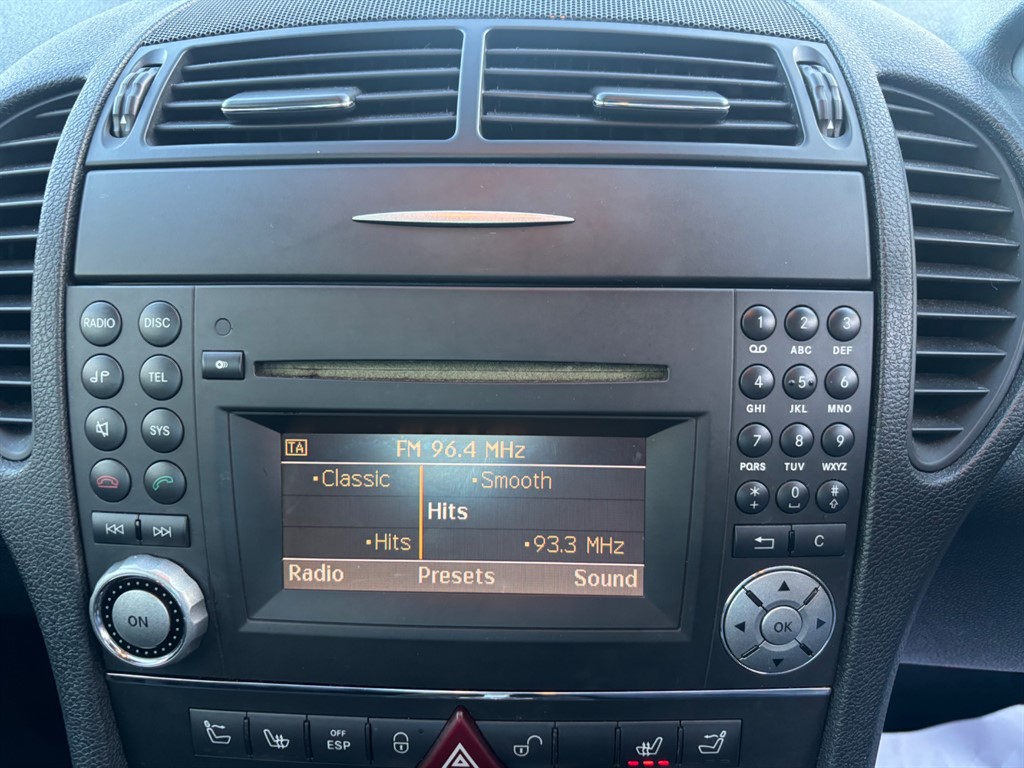 RADIO DISC
TEL
SYS
ON
TA FM 96.4 MHz
•Classic •Smooth
Hits
•Hits •93.3 MHz
Radio Presets Sound
1 2 3
ABC DEF
4 5 6
GHI JKL MNO
7 8 9
PQRS TUV WXYZ
* 0 #
+
C
OK
OFF
ESP